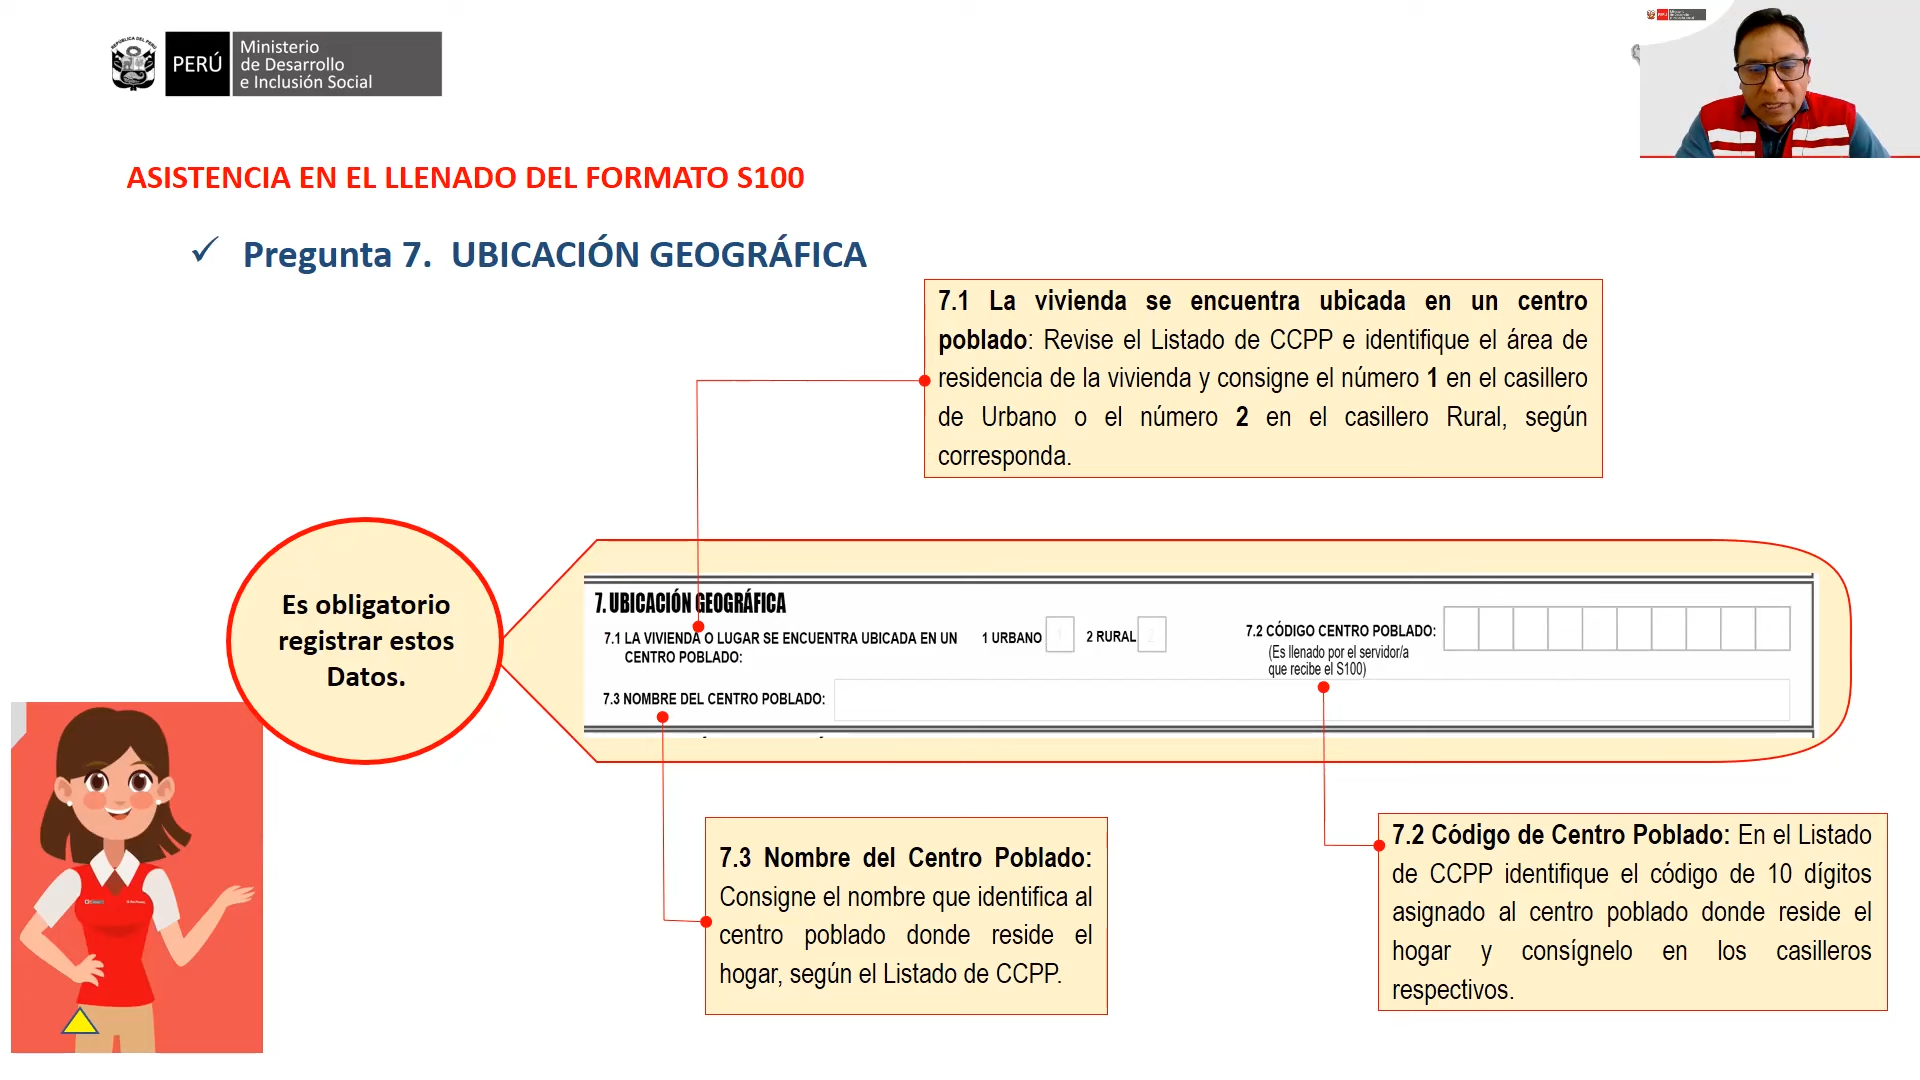 PERÚ
Ministerio
de Desarrollo
e Inclusión Social
ASISTENCIA EN EL LLENADO DEL FORMATO S100
✓ Pregunta 7. UBICACIÓN GEOGRÁFICA
7.1 La vivienda se encuentra ubicada en un centro
poblado: Revise el Listado de CCPP e identifique el área de
residencia de la vivienda y consigne el número 1 en el casillero
de Urbano o el número 2 en el casillero Rural, según
corresponda.
Es obligatorio
registrar estos
Datos.
7. UBICACIÓN GEOGRÁFICA
7.1 LA VIVIENDA O LUGAR SE ENCUENTRA UBICADA EN UN
CENTRO POBLADO:
1 URBANO 1
2 RURAL 2
7.2 CÓDIGO CENTRO POBLADO:
(Es llenado por el servidor/a
que recibe el S100)
7.3 NOMBRE DEL CENTRO POBLADO:
7.3 Nombre del Centro Poblado:
Consigne el nombre que identifica al
centro poblado donde reside el
hogar, según el Listado de CCPP.
7.2 Código de Centro Poblado: En el Listado
de CCPP identifique el código de 10 dígitos
asignado al centro poblado donde reside el
hogar y consígnelo en los casilleros
respectivos.